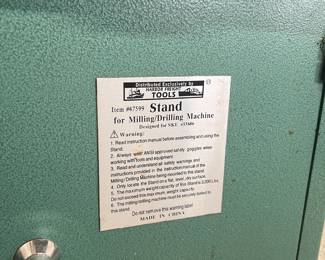 Distributed Exclusively by
HARBOR FREIGHT
TOOLS
Item #67599 Stand
for Milling/Drilling Machine
Designed for SKU
Warning:
1. Read instruction manual before assembling and using the
Stand.
2. Always wear ANSI approved safety goggles when
working with tools and equipment.
3. Read and understand all safety warnings and
instructions provided in the instruction manual of the
Milling/Drilling Machine being mounted to this stand.
4. Only locate the Stand on a flat, level, dry surface.
5. The maximum weight capacity of this Stand is
Do not exceed this maximum weight capacity.
6. The milling/drilling machine must be securely bolted to
this stand.
Do not remove this warning label
MADE IN CHINA